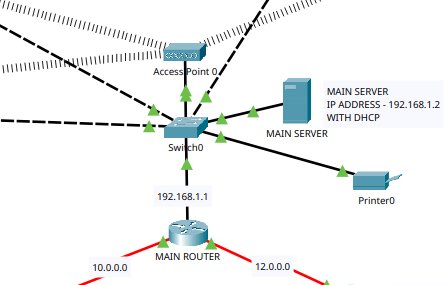 Access Point 0
MAIN SERVER
IP ADDRESS - 192.168.1.2
WITH DHCP
MAIN SERVER
Switch0
Printer0
192.168.1.1
MAIN ROUTER
10.0.0.0
12.0.0.0